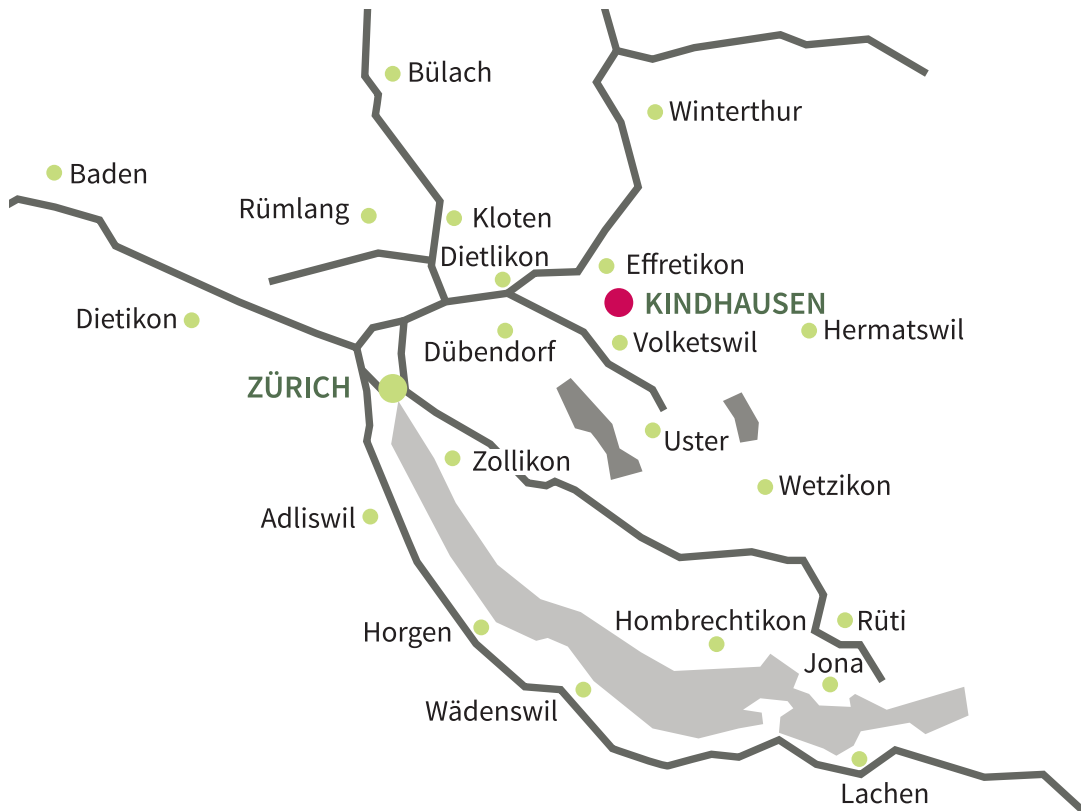 Bülach
Winterthur
Baden
Rümlang
Kloten
Dietlikon
Effretikon
KINDHAUSEN
Dietikon
Hermatswil
Dübendorf
Volketswil
ZÜRICH
Uster
Zollikon
Wetzikon
Adliswil
Hombrechtikon
Rüti
Horgen
Jona
Wädenswil
Lachen